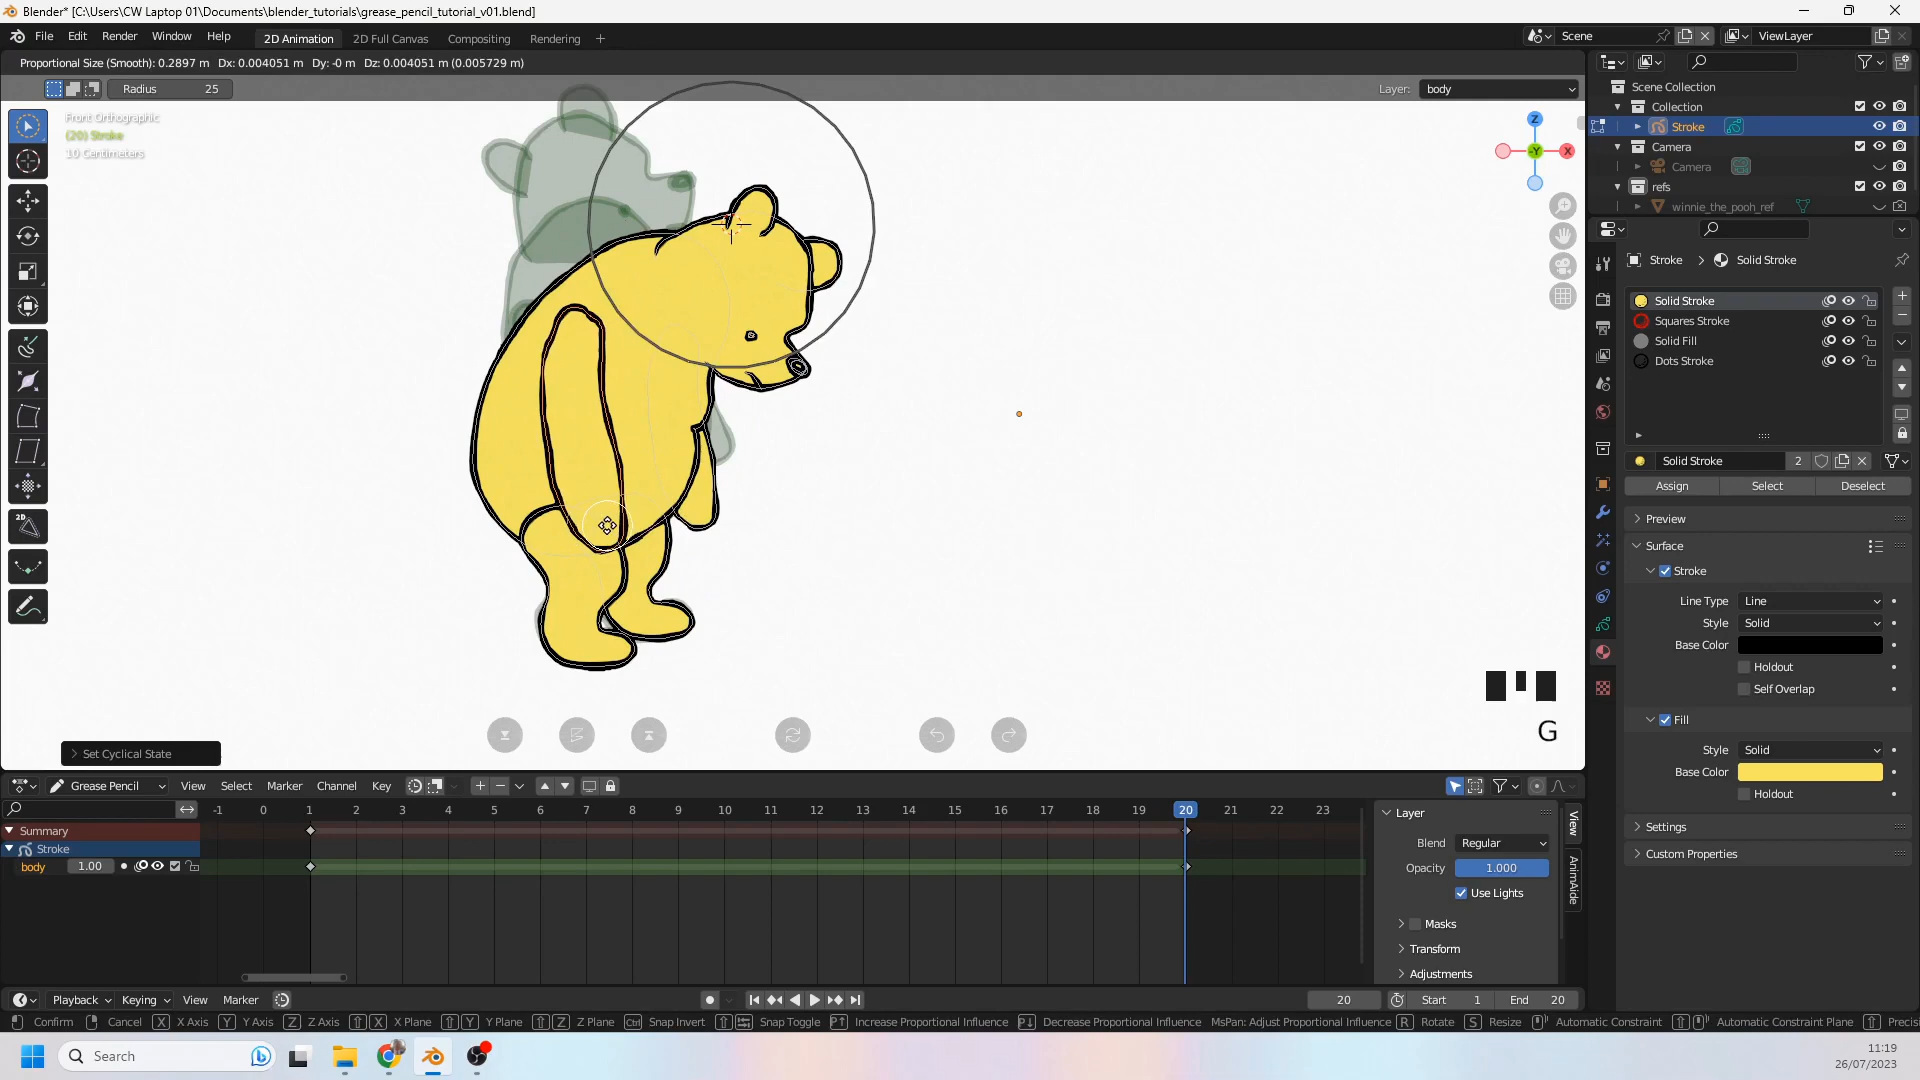 Blender* [C:\Users\CW Laptop 01\Documents\blender_tutorials\grease_pencil_tutorial_v01.blend]
File Edit Render Window Help 2D Animation 2D Full Canvas Compositing Rendering + Scene ViewLayer
Proportional Size (Smooth): 0.2897 m Dx: 0.004051 m Dy: -0 m Dz: 0.004051 m (0.005729 m)
Radius 25 Layer: body
Front Orthographic
(20) Stroke
10 Centimeters
Z
-Y X
2D
G
Set Cyclical State
Scene Collection
Collection
Stroke
Camera
Camera
refs
winnie_the_pooh_ref
Stroke > Solid Stroke
Solid Stroke
Squares Stroke
Solid Fill
Dots Stroke
Solid Stroke 2
Assign Select Deselect
Preview
Surface
Stroke
Line Type Line
Style Solid
Base Color
Holdout
Self Overlap
Fill
Style Solid
Base Color
Holdout
Settings
Custom Properties
Grease Pencil View Select Marker Channel Key
-1 0 1 2 3 4 5 6 7 8 9 10 11 12 13 14 15 16 17 18 19 20 21 22 23
Summary
Stroke
body 1.00
Layer
Blend Regular
Opacity 1.000
Use Lights
Masks
Transform
Adjustments
View
AnimAide
Playback Keying View Marker 20 Start 1 End 20
Confirm Cancel X X Axis Y Y Axis Z Z Axis X X Plane Y Y Plane Z Z Plane Ctrl Snap Invert Snap Toggle Increase Proportional Influence Decrease Proportional Influence MsPan: Adjust Proportional Influence R Rotate S Resize Automatic Constraint Automatic Constraint Plane
Search
11:19
26/07/2023